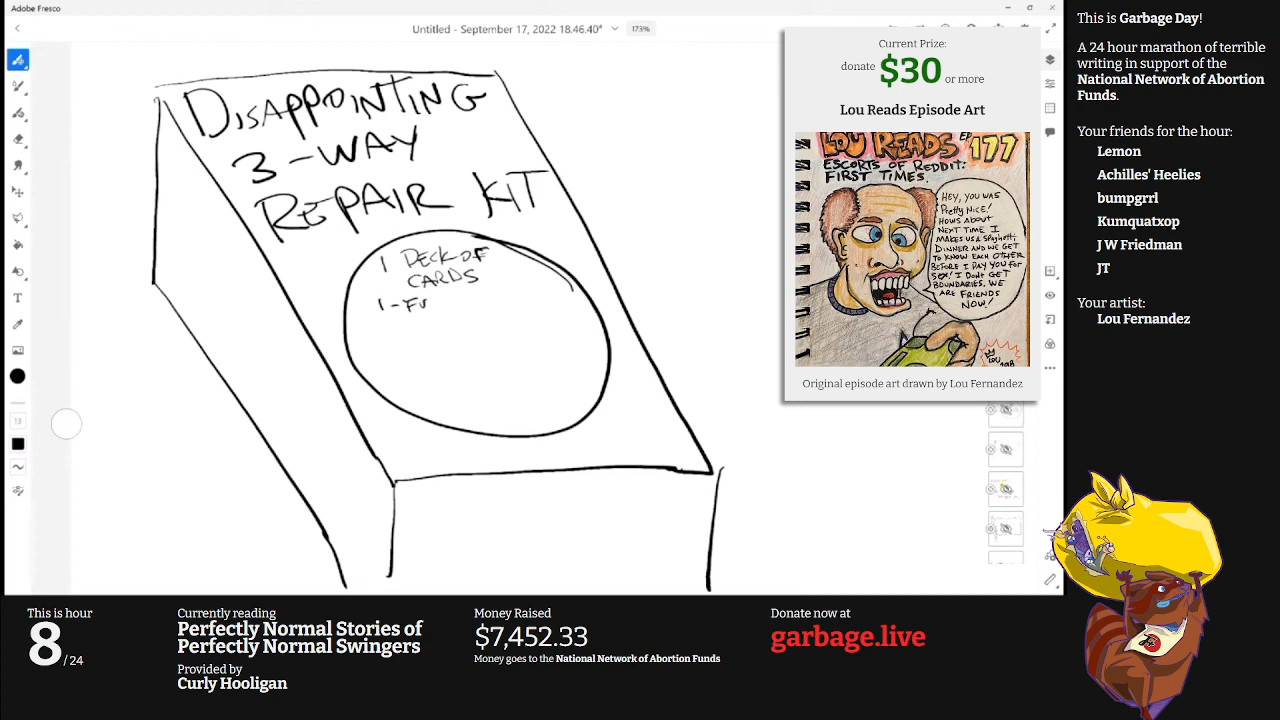 Adobe Fresco
Untitled - September 17, 2022 18.46.40*
173%
DISAPPOINTING
3-WAY
REPAIR KIT
1 DECK OF
CARDS
1-FU
13
Current Prize:
donate $30 or more
Lou Reads Episode Art
LOU READS EP 177
ESCORTS OF REDDIT:
FIRST TIMES.
HEY, YOU WAS
PRETTY NICE!
HOWS ABOUT
NEXT TIME I
MAKES US A SPAGHETTI
DINNER AND WE GET
TO KNOW EACH OTHER
BEFORE I PAY YOU FOR
SEX! I DONT GET
BOUNDARIES. WE
ARE FRIENDS
NOW!
LOU
2018
Original episode art drawn by Lou Fernandez
This is Garbage Day!
A 24 hour marathon of terrible
writing in support of the
National Network of Abortion
Funds.
Your friends for the hour:
Lemon
Achilles' Heelies
bumpgrrl
Kumquatxop
J W Friedman
JT
Your artist:
Lou Fernandez
This is hour
8/24
Currently reading
Perfectly Normal Stories of
Perfectly Normal Swingers
Provided by
Curly Hooligan
Money Raised
$7,452.33
Money goes to the National Network of Abortion Funds
Donate now at
garbage.live